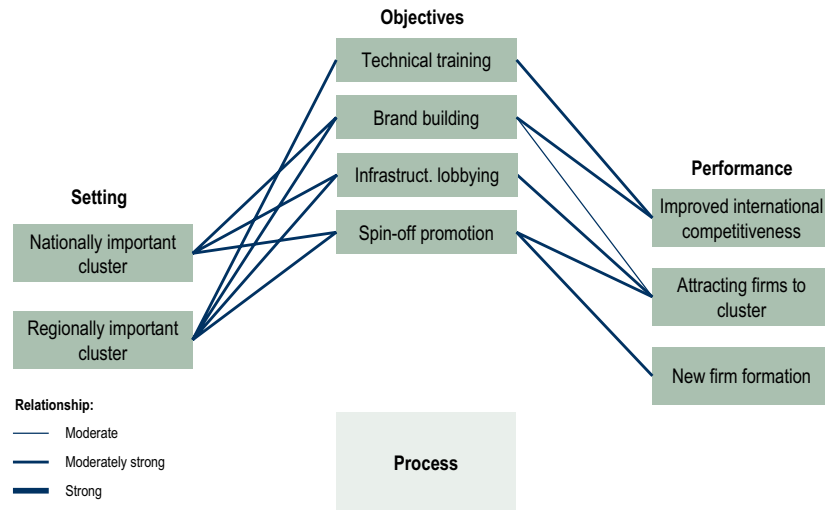 Objectives
Technical training
Brand building
Infrastruct. lobbying
Spin-off promotion
Setting
Nationally important
cluster
Regionally important
cluster
Performance
Improved international
competitiveness
Attracting firms to
cluster
New firm formation
Relationship:
Moderate
Moderately strong
Strong
Process